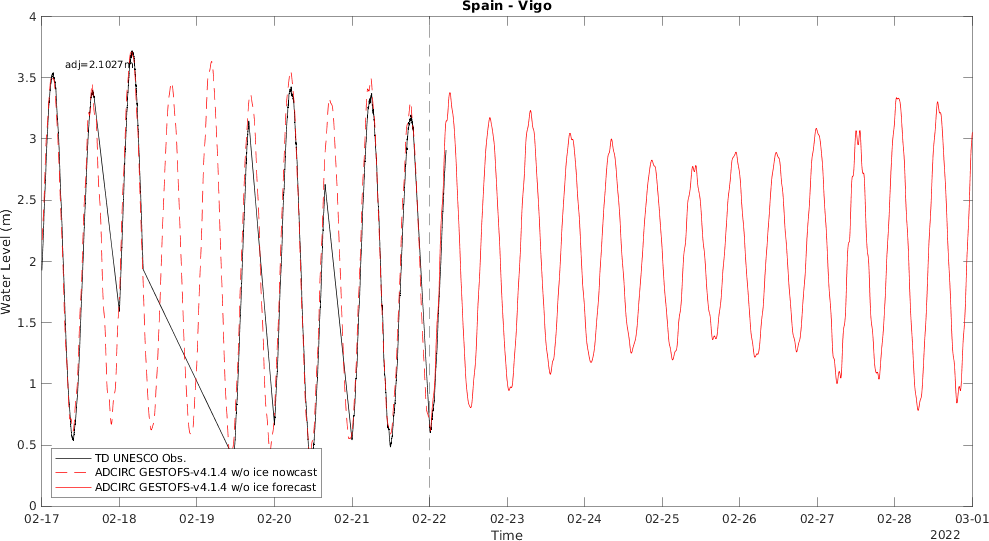 Spain - Vigo
adj=2.1027m
Water Level (m)
4
3.5
3
2.5
2
1.5
1
0.5
0
TD UNESCO Obs.
ADCIRC GESTOFS-v4.1.4 w/o ice nowcast
ADCIRC GESTOFS-v4.1.4 w/o ice forecast
02-17 02-18 02-19 02-20 02-21 02-22 02-23 02-24 02-25 02-26 02-27 02-28 03-01
Time
2022